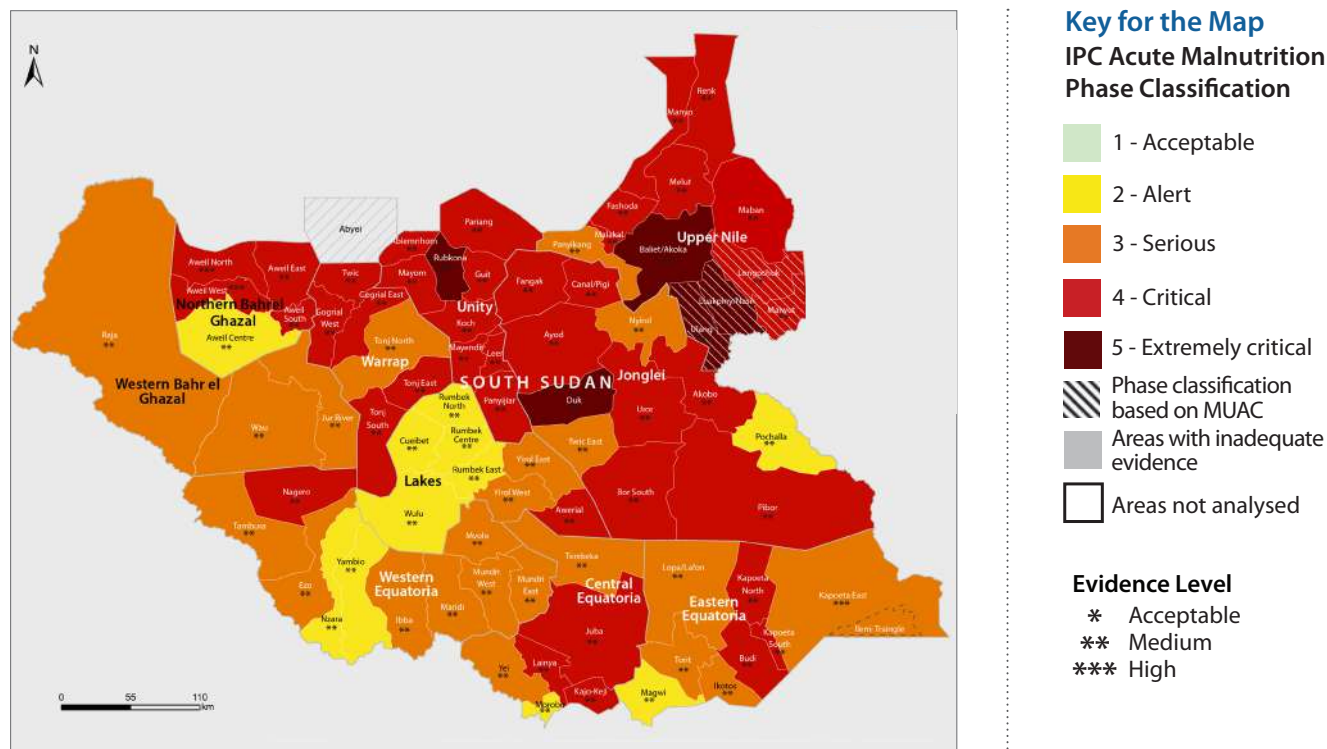 N
Renk
**
Manyo
**
Melut
**
Fashoda
**
Maban
**
Malakal
**
Upper Nile
Baliet/Akoka
Pariang
**
Panyikang
**
Abyei
Abiemnhom
**
Rubkona
Aweil North
***
Aweil East
**
Twic
**
Mayom
**
Guit
**
Fangak
**
Canal/Pigi
**
Longochuk
Luakpiny/Nasir
Maiwut
Ulang
Aweil West
***
Northern Bahr el
Ghazal
Aweil
South
**
Gogrial
West
**
Gogrial East
**
Unity
Koch
**
Nyirol
**
Aweil Centre
**
Raja
**
Tonj North
**
Warrap
Mayendit
**
Leer
**
Ayod
**
Jonglei
Western Bahr el
Ghazal
Tonj East
**
SOUTH SUDAN
Rumbek
North
**
Panyijiar
**
Duk
Uror
**
Akobo
**
Jur River
**
Wau
**
Tonj
South
**
Cueibet
**
Rumbek
Centre
**
Twic East
**
Pochalla
**
Yirol East
**
Rumbek East
**
Lakes
Yirol West
**
Nagero
**
Wulu
**
Awerial
**
Bor South
**
Pibor
**
Tambura
**
Mvolo
**
Yambio
**
Terekeka
**
Lopa/Lafon
**
Western
Equatoria
Mundri
West
**
Mundri
East
**
Central
Equatoria
Kapoeta
North
**
Kapoeta East
***
Ezo
**
Eastern
Equatoria
Maridi
**
Ibba
**
Nzara
**
Juba
**
Ilemi Traingle
Kapoeta
South
**
Budi
**
Torit
**
Yei
**
Lainya
**
Ikotos
**
Kajo-Keji
**
Magwi
**
Morobo
**
0 55 110
km
Key for the Map
IPC Acute Malnutrition
Phase Classification
1 - Acceptable
2 - Alert
3 - Serious
4 - Critical
5 - Extremely critical
Phase classification
based on MUAC
Areas with inadequate
evidence
Areas not analysed
Evidence Level
* Acceptable
** Medium
*** High